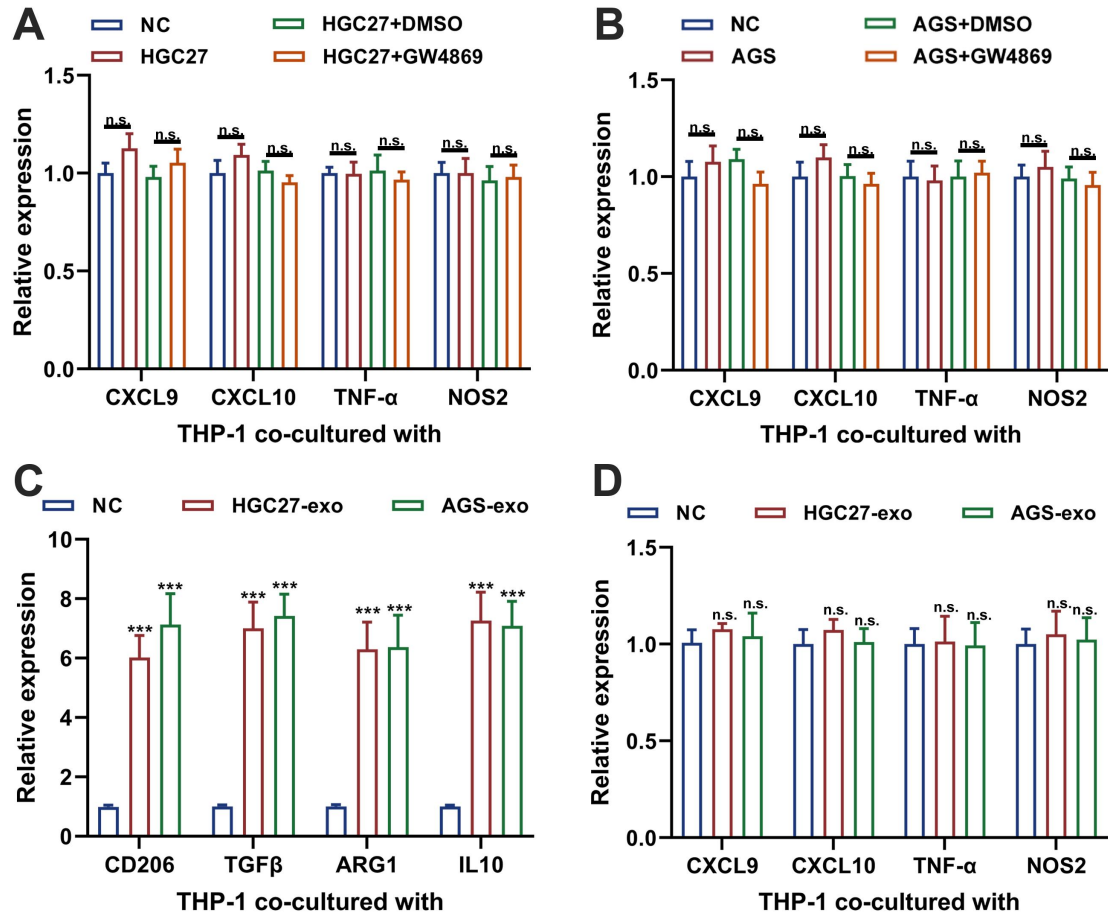 A
NC
HGC27+DMSO
HGC27
HGC27+GW4869
Relative expression
1.5
1.0
0.5
0.0
n.s. n.s. n.s. n.s. n.s. n.s. n.s. n.s.
CXCL9 CXCL10 TNF-α NOS2
THP-1 co-cultured with
B
NC
AGS+DMSO
AGS
AGS+GW4869
Relative expression
1.5
1.0
0.5
0.0
n.s. n.s. n.s. n.s. n.s. n.s. n.s. n.s.
CXCL9 CXCL10 TNF-α NOS2
THP-1 co-cultured with
C
NC HGC27-exo AGS-exo
Relative expression
10
8
6
4
2
0
*** *** *** *** *** *** *** ***
CD206 TGFβ ARG1 IL10
THP-1 co-cultured with
D
NC HGC27-exo AGS-exo
Relative expression
1.5
1.0
0.5
0.0
n.s. n.s. n.s. n.s. n.s. n.s. n.s. n.s.
CXCL9 CXCL10 TNF-α NOS2
THP-1 co-cultured with